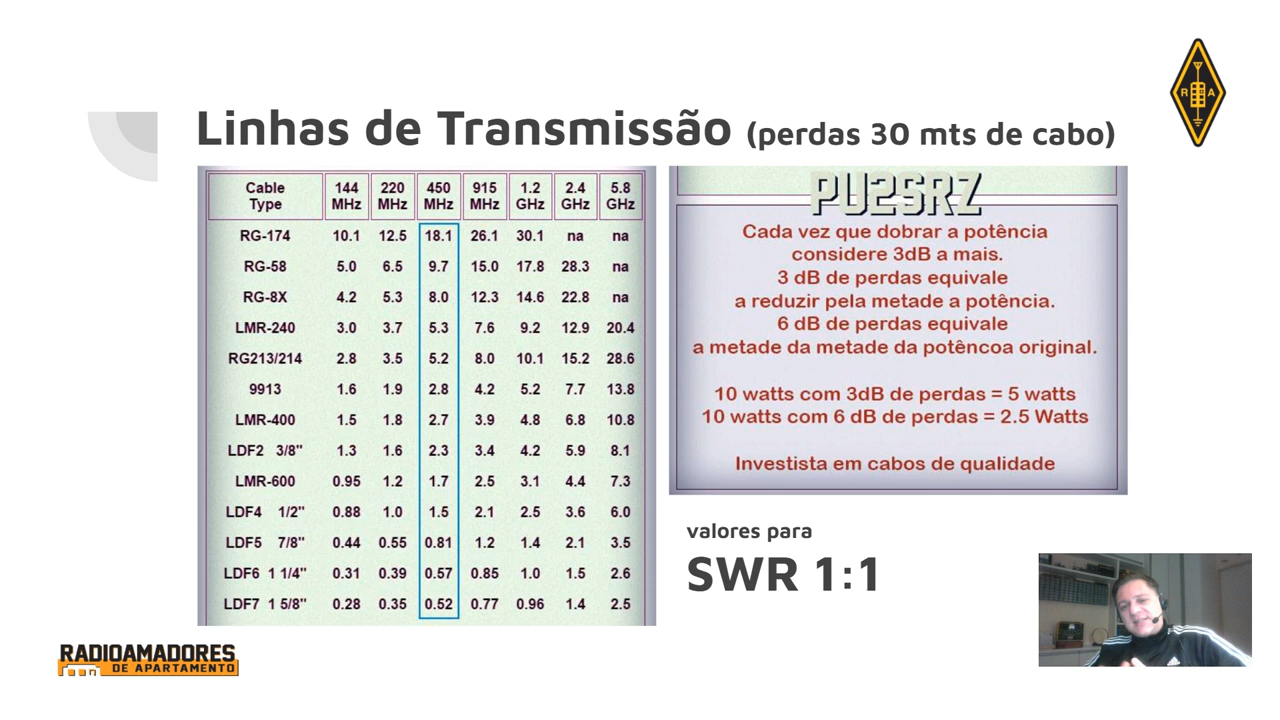 Linhas de Transmissão (perdas 30 mts de cabo)
R A
Cable Type 144 MHz 220 MHz 450 MHz 915 MHz 1.2 GHz 2.4 GHz 5.8 GHz
RG-174 10.1 12.5 18.1 26.1 30.1 na na
RG-58 5.0 6.5 9.7 15.0 17.8 28.3 na
RG-8X 4.2 5.3 8.0 12.3 14.6 22.8 na
LMR-240 3.0 3.7 5.3 7.6 9.2 12.9 20.4
RG213/214 2.8 3.5 5.2 8.0 10.1 15.2 28.6
9913 1.6 1.9 2.8 4.2 5.2 7.7 13.8
LMR-400 1.5 1.8 2.7 3.9 4.8 6.8 10.8
LDF2 3/8" 1.3 1.6 2.3 3.4 4.2 5.9 8.1
LMR-600 0.95 1.2 1.7 2.5 3.1 4.4 7.3
LDF4 1/2" 0.88 1.0 1.5 2.1 2.5 3.6 6.0
LDF5 7/8" 0.44 0.55 0.81 1.2 1.4 2.1 3.5
LDF6 1 1/4" 0.31 0.39 0.57 0.85 1.0 1.5 2.6
LDF7 1 5/8" 0.28 0.35 0.52 0.77 0.96 1.4 2.5
PU2SRZ
Cada vez que dobrar a potência
considere 3dB a mais.
3 dB de perdas equivale
a reduzir pela metade a potência.
6 dB de perdas equivale
a metade da metade da potêncoa original.
10 watts com 3dB de perdas = 5 watts
10 watts com 6 dB de perdas = 2.5 Watts
Investista em cabos de qualidade
valores para
SWR 1:1
RADIOAMADORES
DE APARTAMENTO